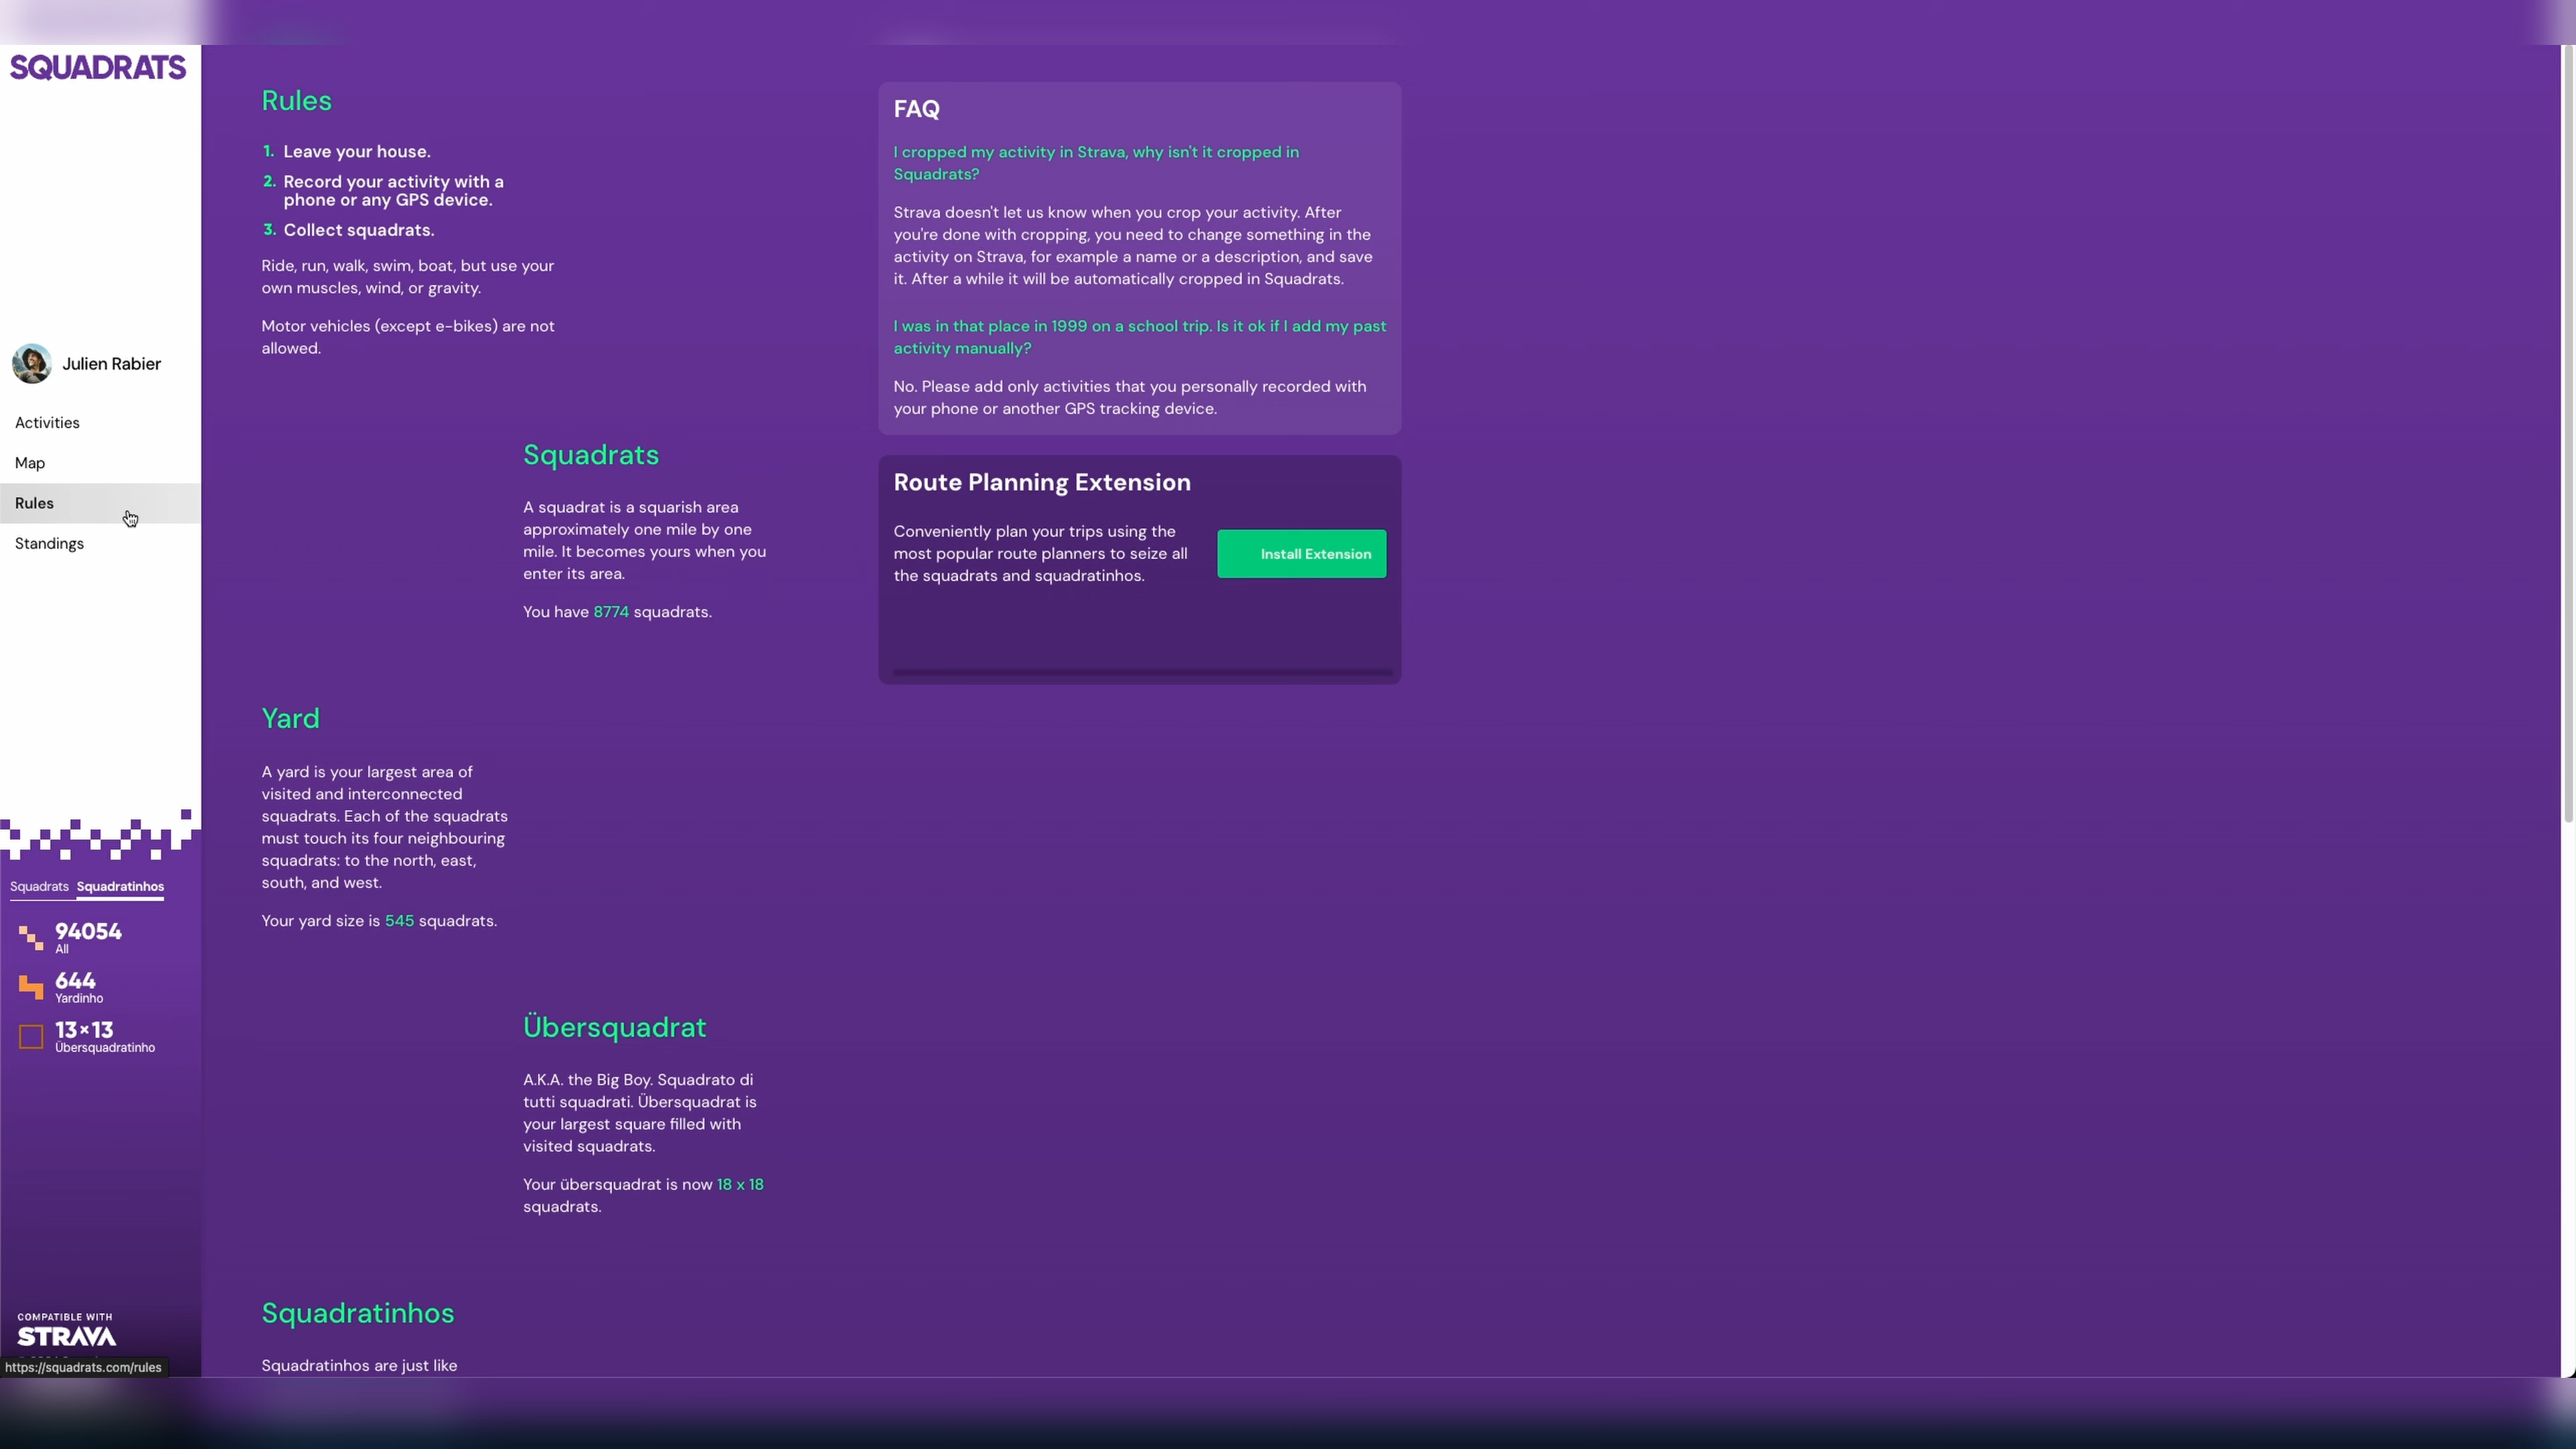 SQUADRATS
Julien Rabier
Activities
Map
Rules
Standings
Squadrats Squadratinhos
94054
All
644
Yardinho
13×13
Übersquadratinho
COMPATIBLE WITH
STRAVA
https://squadrats.com/rules
Rules
1. Leave your house.
2. Record your activity with a
phone or any GPS device.
3. Collect squadrats.
Ride, run, walk, swim, boat, but use your
own muscles, wind, or gravity.
Motor vehicles (except e-bikes) are not
allowed.
Squadrats
A squadrat is a squarish area
approximately one mile by one
mile. It becomes yours when you
enter its area.
You have 8774 squadrats.
Yard
A yard is your largest area of
visited and interconnected
squadrats. Each of the squadrats
must touch its four neighbouring
squadrats: to the north, east,
south, and west.
Your yard size is 545 squadrats.
Übersquadrat
A.K.A. the Big Boy. Squadrato di
tutti squadrati. Übersquadrat is
your largest square filled with
visited squadrats.
Your übersquadrat is now 18 x 18
squadrats.
Squadratinhos
Squadratinhos are just like
FAQ
I cropped my activity in Strava, why isn't it cropped in
Squadrats?
Strava doesn't let us know when you crop your activity. After
you're done with cropping, you need to change something in the
activity on Strava, for example a name or a description, and save
it. After a while it will be automatically cropped in Squadrats.
I was in that place in 1999 on a school trip. Is it ok if I add my past
activity manually?
No. Please add only activities that you personally recorded with
your phone or another GPS tracking device.
Route Planning Extension
Conveniently plan your trips using the
most popular route planners to seize all
the squadrats and squadratinhos.
Install Extension